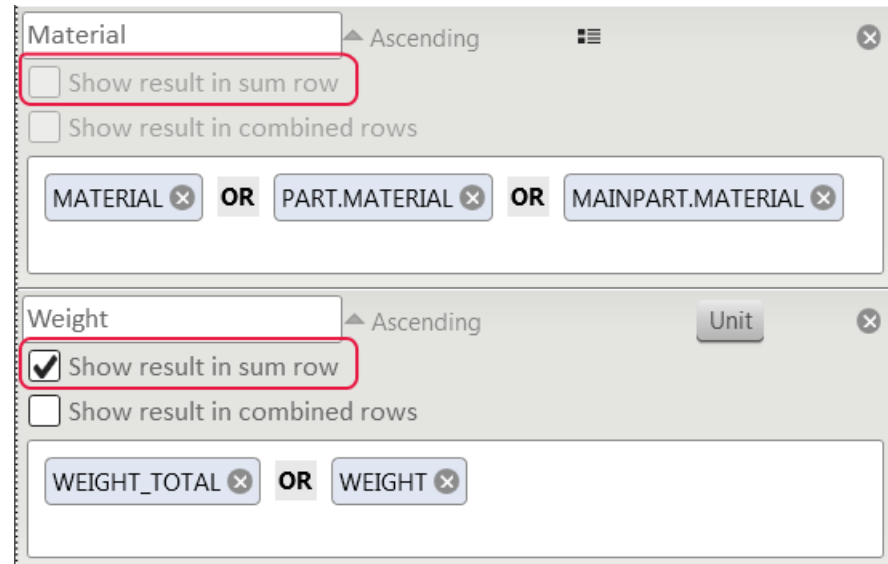 Material Ascending
Show result in sum row
Show result in combined rows
MATERIAL OR PART.MATERIAL OR MAINPART.MATERIAL
Weight Ascending Unit
Show result in sum row
Show result in combined rows
WEIGHT_TOTAL OR WEIGHT